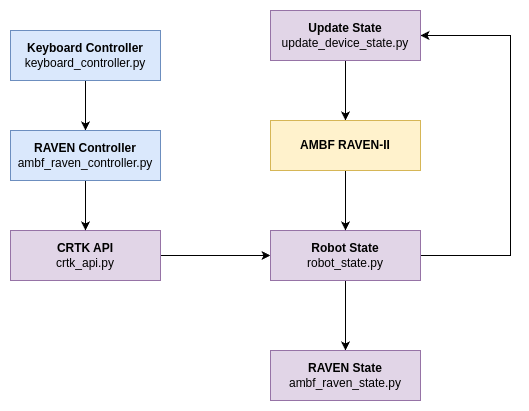 Keyboard Controller
keyboard_controller.py
RAVEN Controller
ambf_raven_controller.py
CRTK API
crtk_api.py
Update State
update_device_state.py
AMBF RAVEN-II
Robot State
robot_state.py
RAVEN State
ambf_raven_state.py